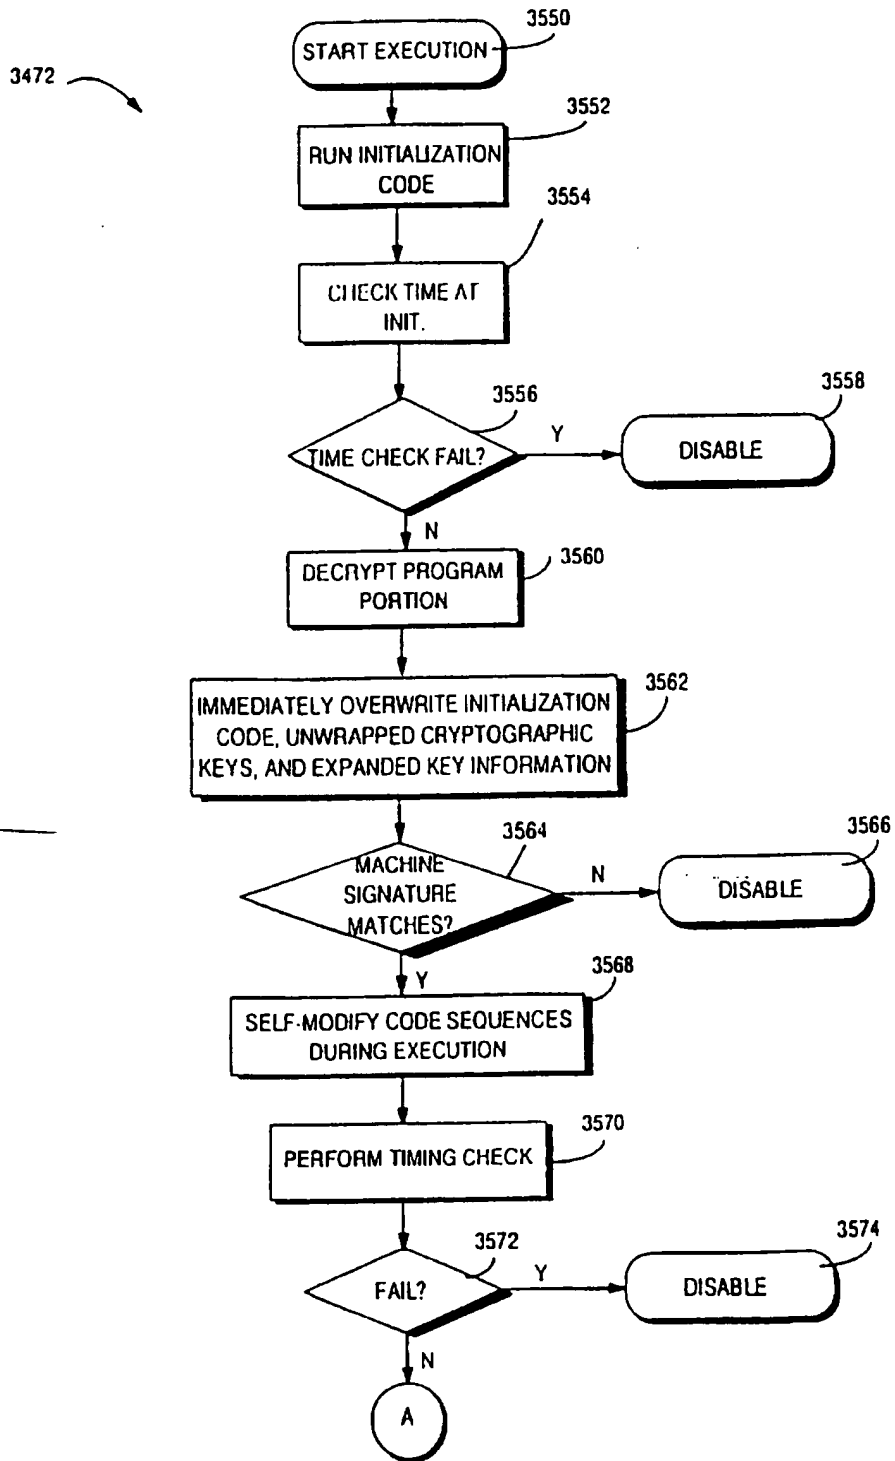 3550
START EXECUTION
3472
3552
RUN INITIALIZATION
CODE
3554
CHECK TIME AT
INIT.
3556
3558
TIME CHECK FAIL?
Y
DISABLE
N
3560
DECRYPT PROGRAM
PORTION
3562
IMMEDIATELY OVERWRITE INITIALIZATION
CODE, UNWRAPPED CRYPTOGRAPHIC
KEYS, AND EXPANDED KEY INFORMATION
3564
3566
MACHINE
SIGNATURE
MATCHES?
N
DISABLE
Y
3568
SELF-MODIFY CODE SEQUENCES
DURING EXECUTION
3570
PERFORM TIMING CHECK
3572
3574
FAIL?
Y
DISABLE
N
A